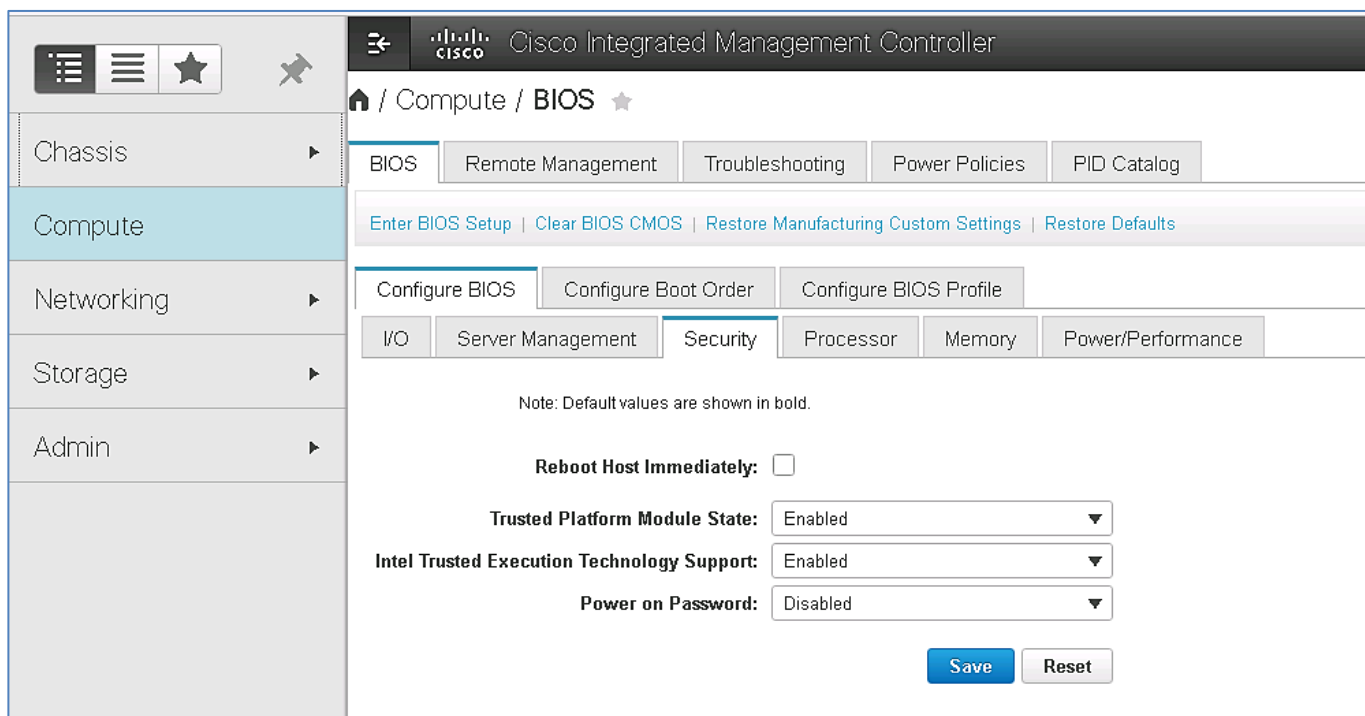 cisco Cisco Integrated Management Controller
/ Compute / BIOS
Chassis
Compute
Networking
Storage
Admin
BIOS Remote Management Troubleshooting Power Policies PID Catalog
Enter BIOS Setup | Clear BIOS CMOS | Restore Manufacturing Custom Settings | Restore Defaults
Configure BIOS Configure Boot Order Configure BIOS Profile
I/O Server Management Security Processor Memory Power/Performance
Note: Default values are shown in bold.
Reboot Host Immediately:
Trusted Platform Module State: Enabled
Intel Trusted Execution Technology Support: Enabled
Power on Password: Disabled
Save Reset